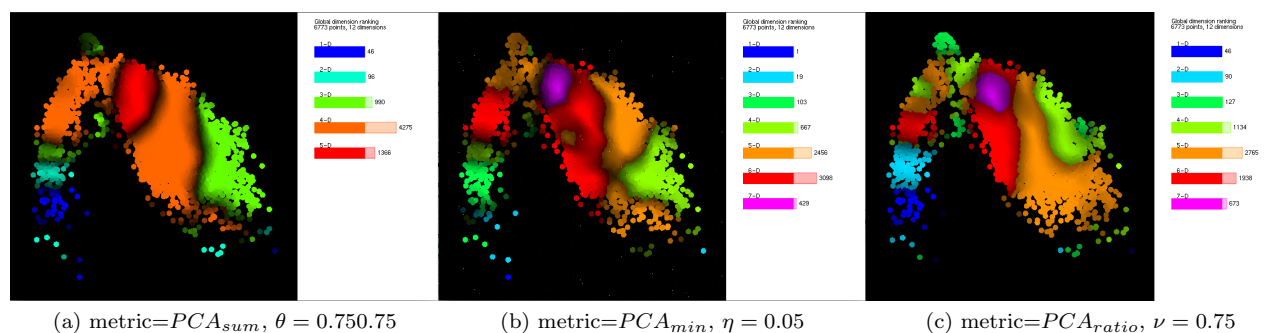 Global dimension ranking
6773 points, 12 dimensions
1-D
46
2-D
96
3-D
990
4-D
4275
5-D
1366
Global dimension ranking
6773 points, 12 dimensions
1-D
1
2-D
19
3-D
103
4-D
667
5-D
2456
6-D
3098
7-D
429
Global dimension ranking
6773 points, 12 dimensions
1-D
46
2-D
90
3-D
127
4-D
1134
5-D
2765
6-D
1938
7-D
673
(a) metric=PCA_sum, θ = 0.750.75
(b) metric=PCA_min, η = 0.05
(c) metric=PCA_ratio, ν = 0.75